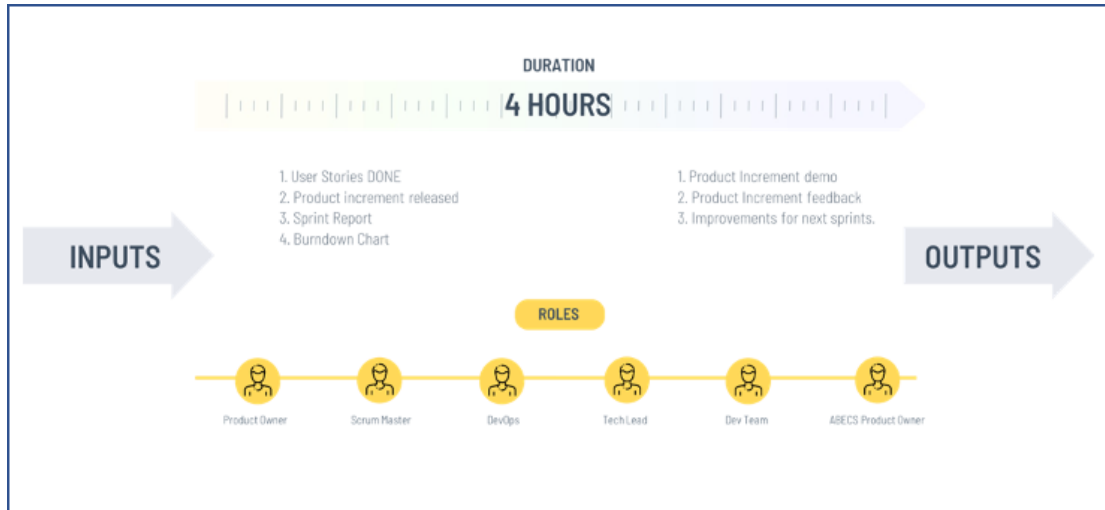 DURATION
4 HOURS
1. User Stories DONE
2. Product increment released
3. Sprint Report
4. Burndown Chart
1. Product Increment demo
2. Product Increment feedback
3. Improvements for next sprints.
INPUTS
OUTPUTS
ROLES
Product Owner
Scrum Master
DevOps
Tech Lead
Dev Team
ABECS Product Owner